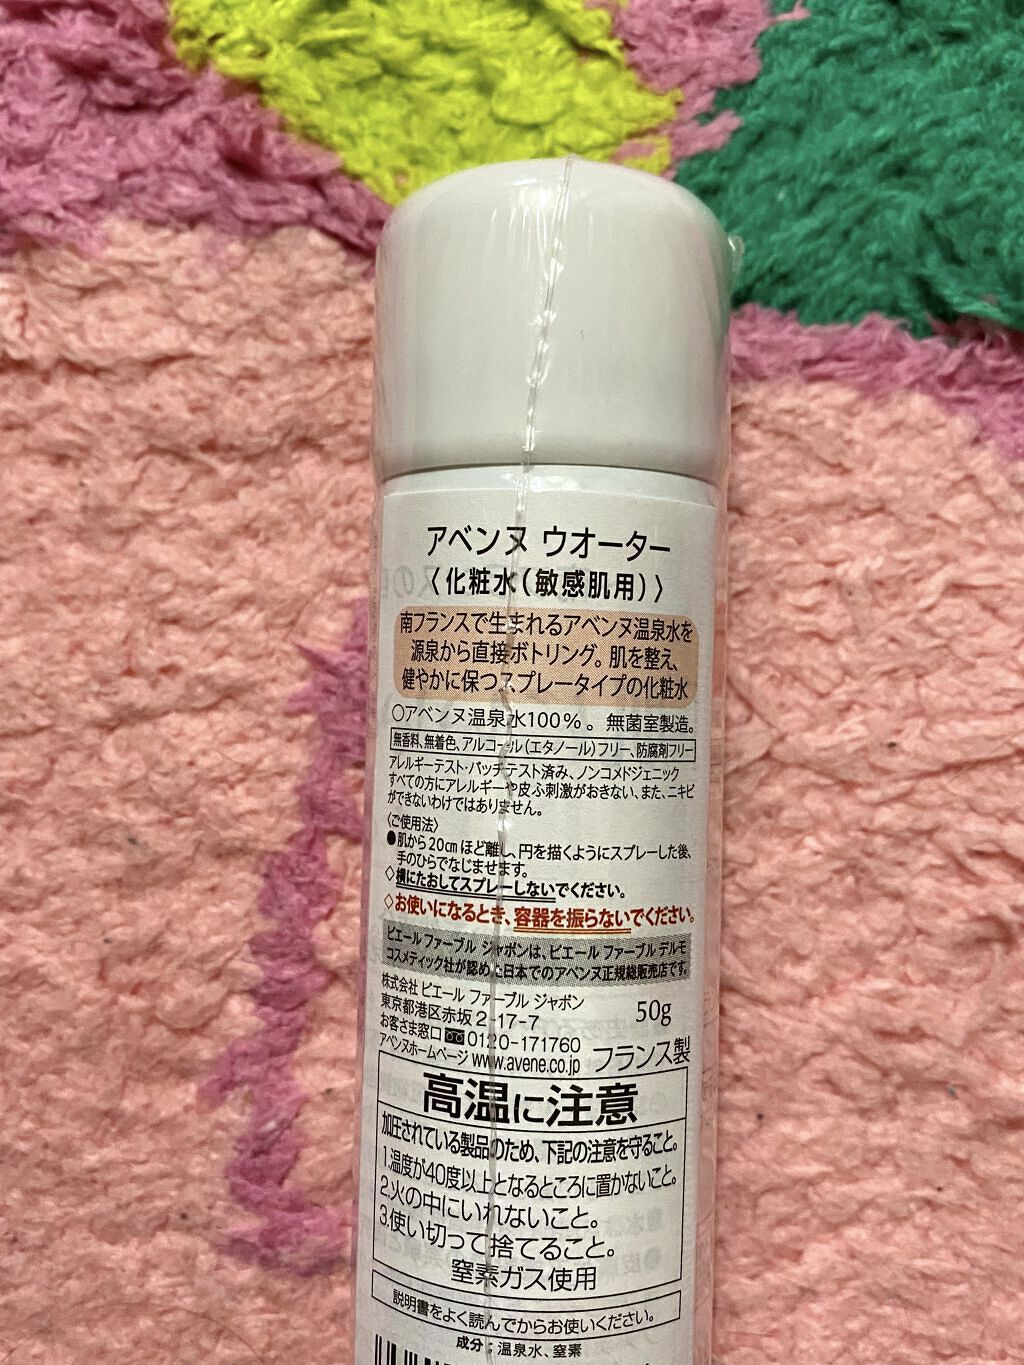 アベンヌ ウオーター
〈化粧水(敏感肌用)〉
南フランスで生まれるアベンヌ温泉水を
源泉から直接ボトリング。肌を整え、
健やかに保つスプレータイプの化粧水
○アベンヌ温泉水100%。無菌室製造。
無香料、無着色、アルコール(エタノール)フリー、防腐剤フリー
アレルギーテスト・パッチテスト済み、ノンコメドジェニック
すべての方にアレルギーや皮ふ刺激がおきない、また、ニキビ
ができないわけではありません。
〈ご使用法〉
●肌から20cmほど離し、円を描くようにスプレーした後、
手のひらでなじませます。
◇横にたおしてスプレーしないでください。
◇お使いになるとき、容器を振らないでください。
ピエール ファーブル ジャポンは、ピエール ファーブル デルモ
コスメティック社が認めた日本でのアベンヌ正規総販売店です。
株式会社 ピエール ファーブル ジャポン
東京都港区赤坂 2-17-7
50g
お客さま窓口 0120-171760
アベンヌホームページ www.avene.co.jp
フランス製
高温に注意
加圧されている製品のため、下記の注意を守ること。
1.温度が40度以上となるところに置かないこと。
2.火の中にいれないこと。
3.使い切って捨てること。
窒素ガス使用
説明書をよく読んでからお使いください。
成分:温泉水、窒素